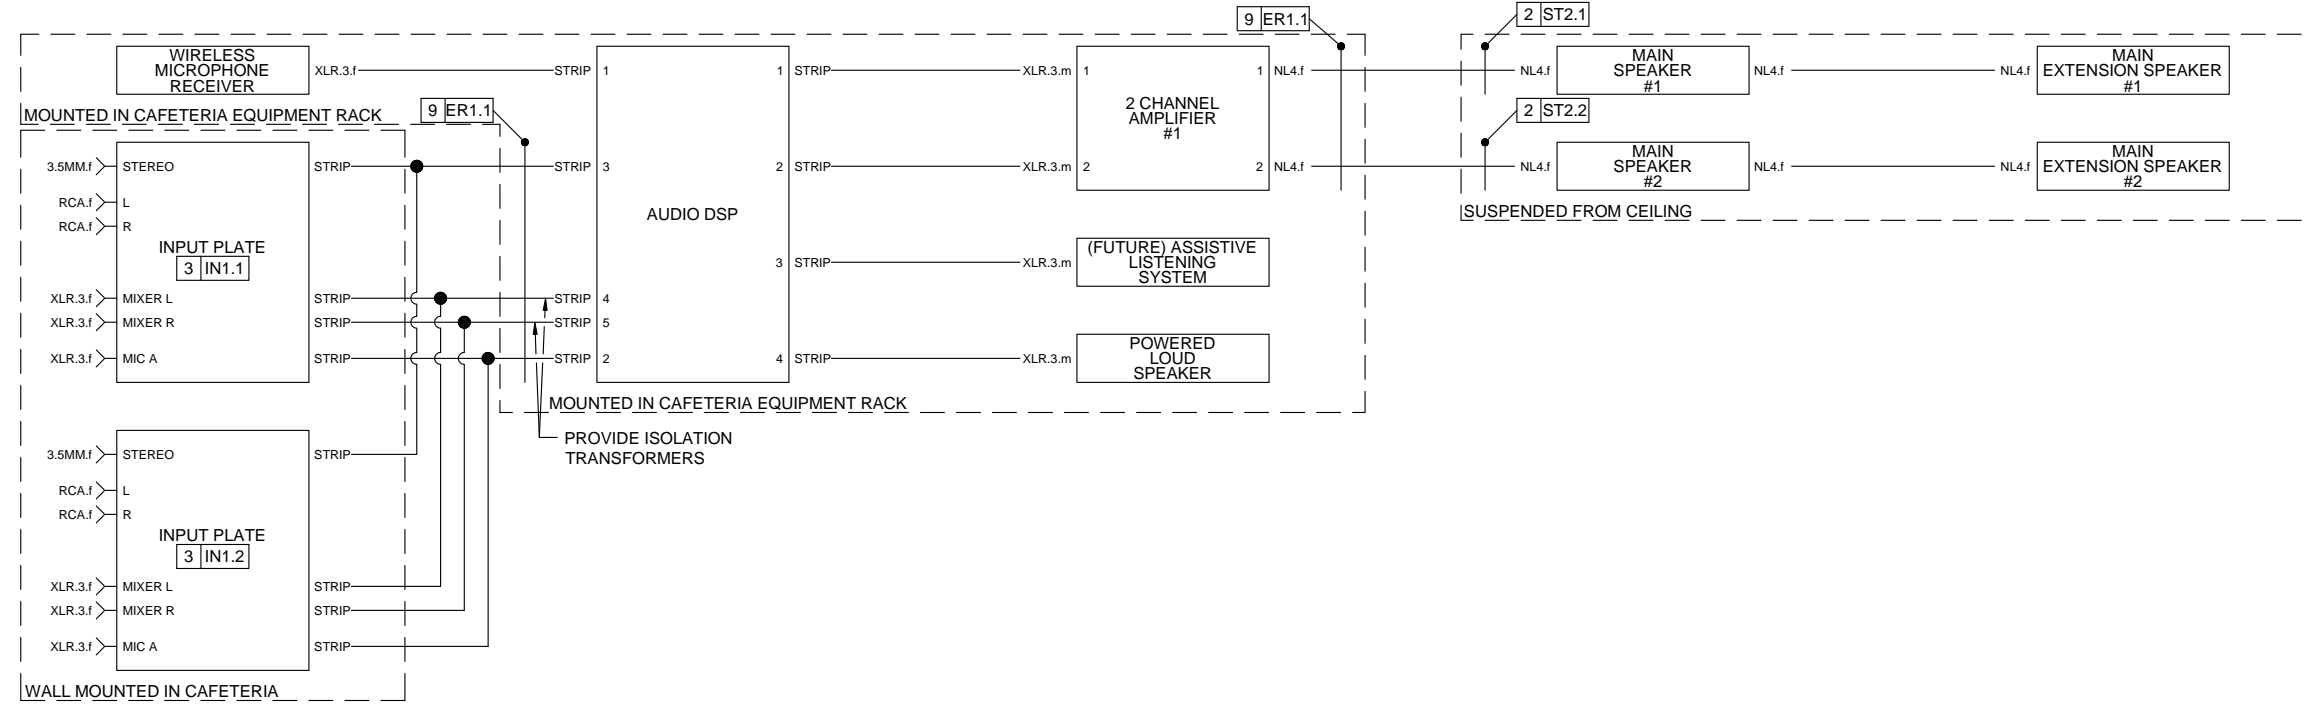 9 ER1.1
2 ST2.1
WIRELESS
MICROPHONE
RECEIVER
XLR.3.f
STRIP 1
1 STRIP
XLR.3.m 1
1 NL4.f
NL4.f
MAIN
SPEAKER
#1
NL4.f
NL4.f
MAIN
EXTENSION SPEAKER
#1
MOUNTED IN CAFETERIA EQUIPMENT RACK
9 ER1.1
2 CHANNEL
AMPLIFIER
#1
2 ST2.2
3.5MM.f STEREO
STRIP
STRIP 3
2 STRIP
XLR.3.m 2
2 NL4.f
NL4.f
MAIN
SPEAKER
#2
NL4.f
NL4.f
MAIN
EXTENSION SPEAKER
#2
RCA.f L
RCA.f R
AUDIO DSP
SUSPENDED FROM CEILING
INPUT PLATE
3 IN1.1
3 STRIP
XLR.3.m
(FUTURE) ASSISTIVE
LISTENING
SYSTEM
XLR.3.f MIXER L
STRIP
STRIP 4
XLR.3.f MIXER R
STRIP
STRIP 5
XLR.3.f MIC A
STRIP
STRIP 2
4 STRIP
XLR.3.m
POWERED
LOUD
SPEAKER
MOUNTED IN CAFETERIA EQUIPMENT RACK
PROVIDE ISOLATION
TRANSFORMERS
3.5MM.f STEREO
STRIP
RCA.f L
RCA.f R
INPUT PLATE
3 IN1.2
XLR.3.f MIXER L
STRIP
XLR.3.f MIXER R
STRIP
XLR.3.f MIC A
STRIP
WALL MOUNTED IN CAFETERIA